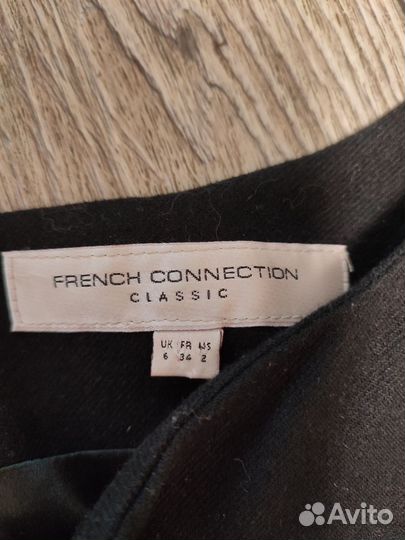 FRENCH CONNECTION
CLASSIC
UK FR US
6 34 2
Avito